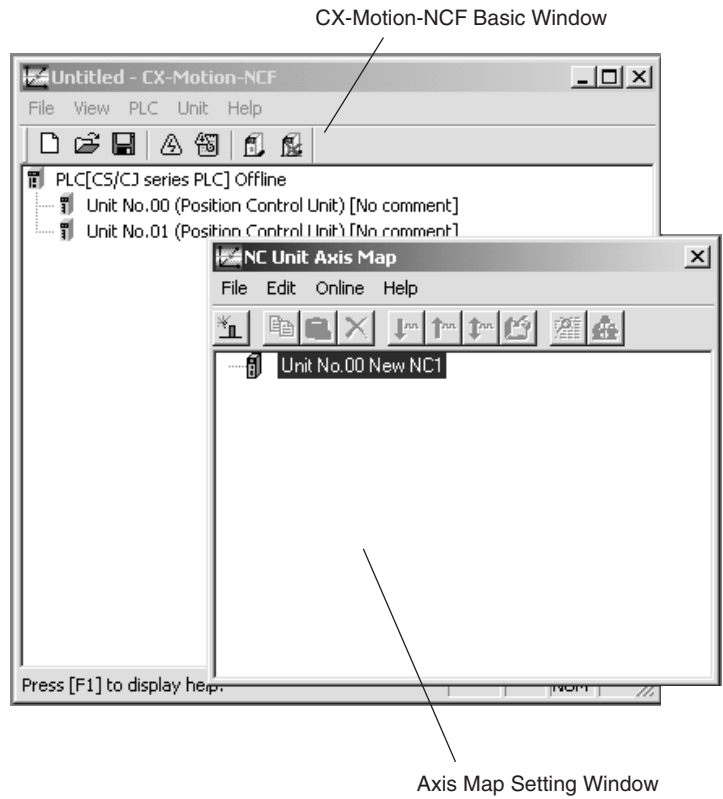 CX-Motion-NCF Basic Window
Untitled - CX-Motion-NCF
File View PLC Unit Help
PLC[CS/CJ series PLC] Offline
Unit No.00 (Position Control Unit) [No comment]
Unit No.01 (Position Control Unit) [No comment]
NC Unit Axis Map
File Edit Online Help
Unit No.00 New NC1
Press [F1] to display help.
NUM
Axis Map Setting Window